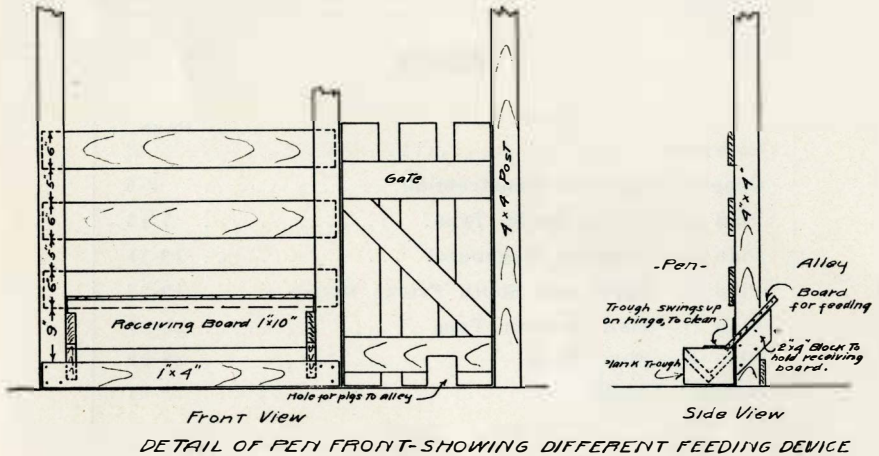 6"
5"
6"
5"
6"
9"
Gate
4x4 Post
Receiving Board 1"x10"
1"x4"
Hole for pigs to alley
Front View
4"x4"
-Pen-
Alley
Board
for feeding
Trough swings up
on hinge, To clean
2"x4" Block To
hold receiving
board.
Plank Trough
Side View
DETAIL OF PEN FRONT-SHOWING DIFFERENT FEEDING DEVICE